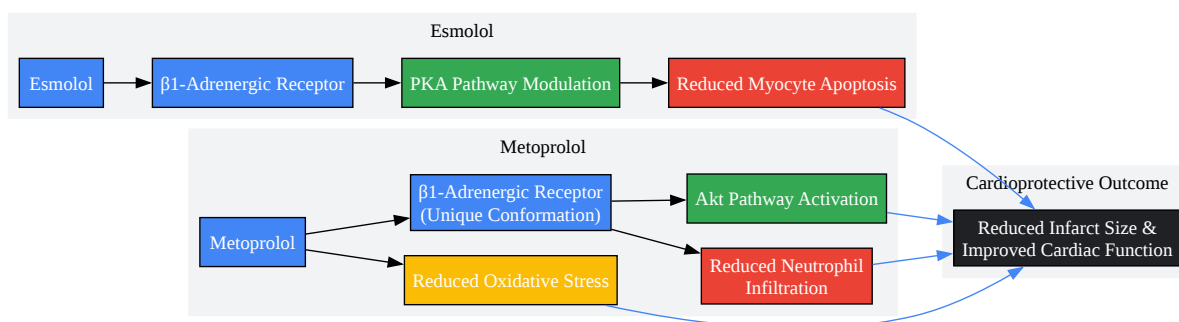 Esmolol
Esmolol
β1-Adrenergic Receptor
PKA Pathway Modulation
Reduced Myocyte Apoptosis
Metoprolol
Metoprolol
β1-Adrenergic Receptor
(Unique Conformation)
Akt Pathway Activation
Reduced Oxidative Stress
Reduced Neutrophil
Infiltration
Cardioprotective Outcome
Reduced Infarct Size &
Improved Cardiac Function